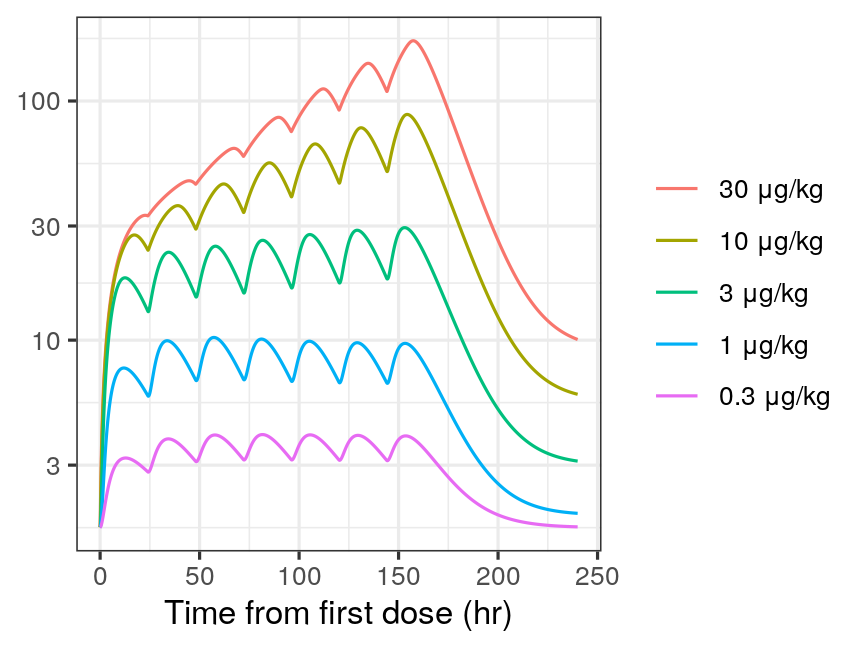 100
30
10
3
0 50 100 150 200 250
Time from first dose (hr)
30 µg/kg
10 µg/kg
3 µg/kg
1 µg/kg
0.3 µg/kg